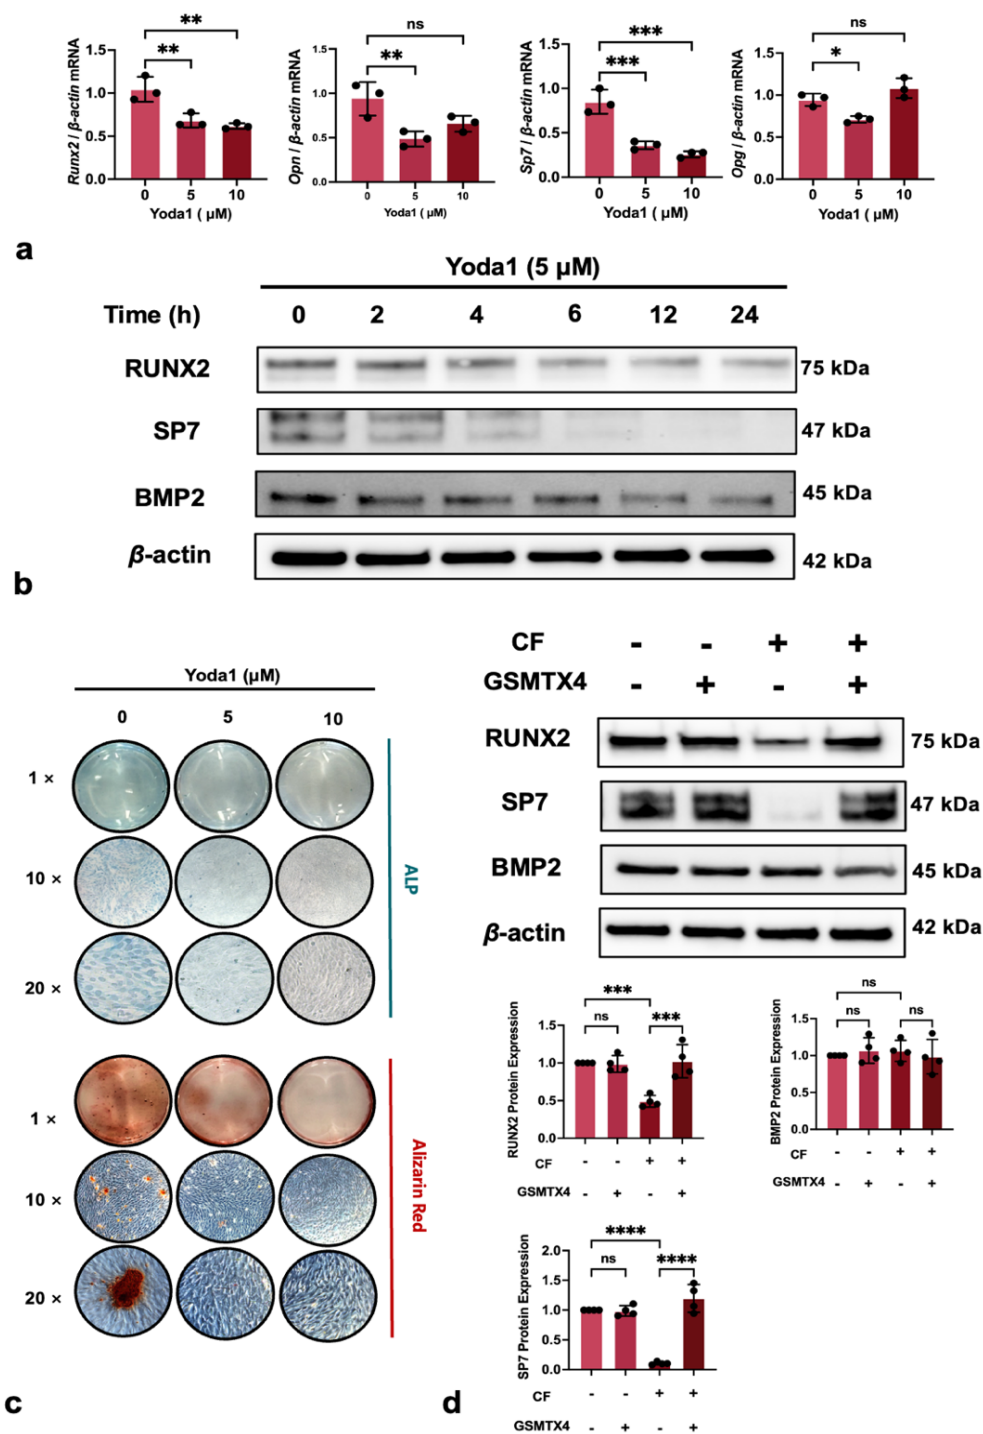 ** ** ns ** *** *** ns *
Runx2 / β-actin mRNA 1.5 1.0 0.5 0.0 0 5 10 Yoda1 ( μM)
Opn / β-actin mRNA 1.5 1.0 0.5 0.0 0 5 10 Yoda1 ( μM)
Sp7 / β-actin mRNA 1.5 1.0 0.5 0.0 0 5 10 Yoda1 ( μM)
Opg / β-actin mRNA 1.5 1.0 0.5 0.0 0 5 10 Yoda1 ( μM)
a
Yoda1 (5 μM)
Time (h) 0 2 4 6 12 24
RUNX2 75 kDa
SP7 47 kDa
BMP2 45 kDa
β-actin 42 kDa
b
Yoda1 (μM)
0 5 10
1 ×
10 ×
20 ×
ALP
1 ×
10 ×
20 ×
Alizarin Red
c
CF - - + +
GSMTX4 - + - +
RUNX2 75 kDa
SP7 47 kDa
BMP2 45 kDa
β-actin 42 kDa
RUNX2 Protein Expression 1.5 1.0 0.5 0.0 *** ns ***
CF - - + +
GSMTX4 - + - +
BMP2 Protein Expression 1.5 1.0 0.5 0.0 ns ns ns
CF - - + +
GSMTX4 - + - +
SP7 Protein Expression 2.0 1.5 1.0 0.5 0.0 **** ns ****
CF - - + +
GSMTX4 - + - +
d